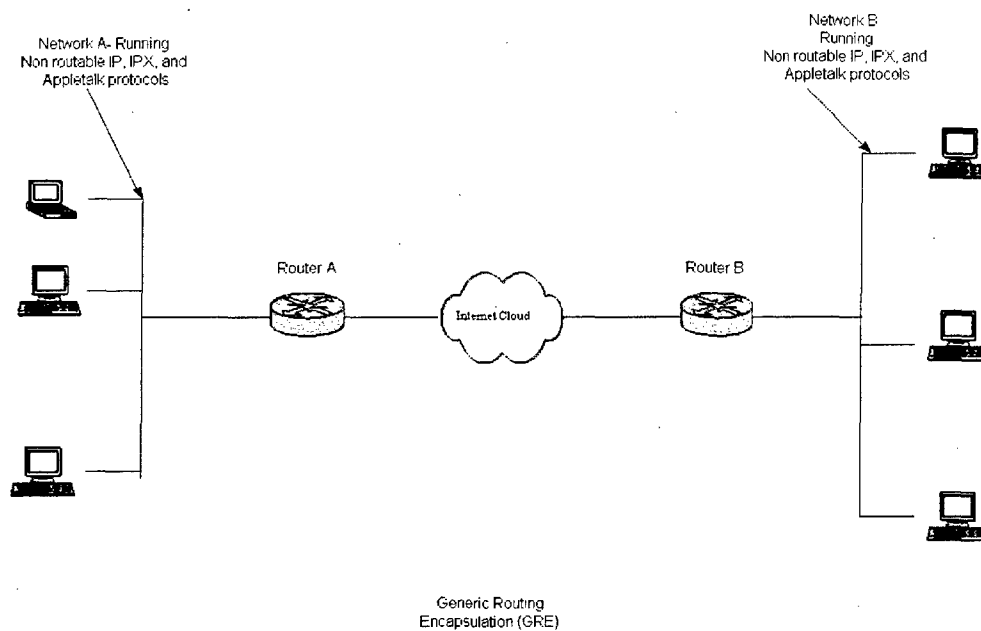 Network A- Running
Non routable IP, IPX, and
Appletalk protocols
Network B
Running
Non routable IP, IPX, and
Appletalk protocols
Router A
Router B
Internet Cloud
Generic Routing
Encapsulation (GRE)